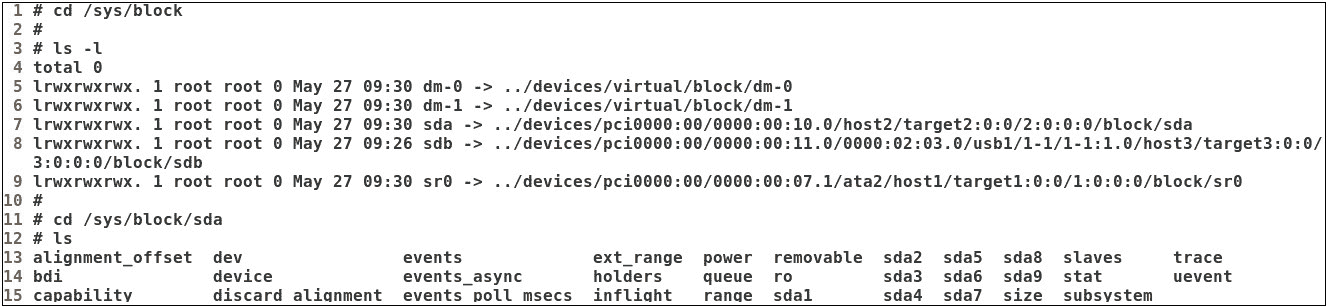 1 # cd /sys/block
2 #
3 # ls -l
4 total 0
5 lrwxrwxrwx. 1 root root 0 May 27 09:30 dm-0 -> ../devices/virtual/block/dm-0
6 lrwxrwxrwx. 1 root root 0 May 27 09:30 dm-1 -> ../devices/virtual/block/dm-1
7 lrwxrwxrwx. 1 root root 0 May 27 09:30 sda -> ../devices/pci0000:00/0000:00:10.0/host2/target2:0:0/2:0:0:0/block/sda
8 lrwxrwxrwx. 1 root root 0 May 27 09:26 sdb -> ../devices/pci0000:00/0000:00:11.0/0000:02:03.0/usb1/1-1/1-1:1.0/host3/target3:0:0/
3:0:0:0/block/sdb
9 lrwxrwxrwx. 1 root root 0 May 27 09:30 sr0 -> ../devices/pci0000:00/0000:00:07.1/ata2/host1/target1:0:0/1:0:0:0/block/sr0
10 #
11 # cd /sys/block/sda
12 # ls
13 alignment_offset  dev                events             ext_range  power  removable  sda2  sda5  sda8  slaves     trace
14 bdi               device             events_async       holders    queue  ro         sda3  sda6  sda9  stat       uevent
15 capability        discard_alignment  events_poll_msecs  inflight   range  sda1       sda4  sda7  size  subsystem